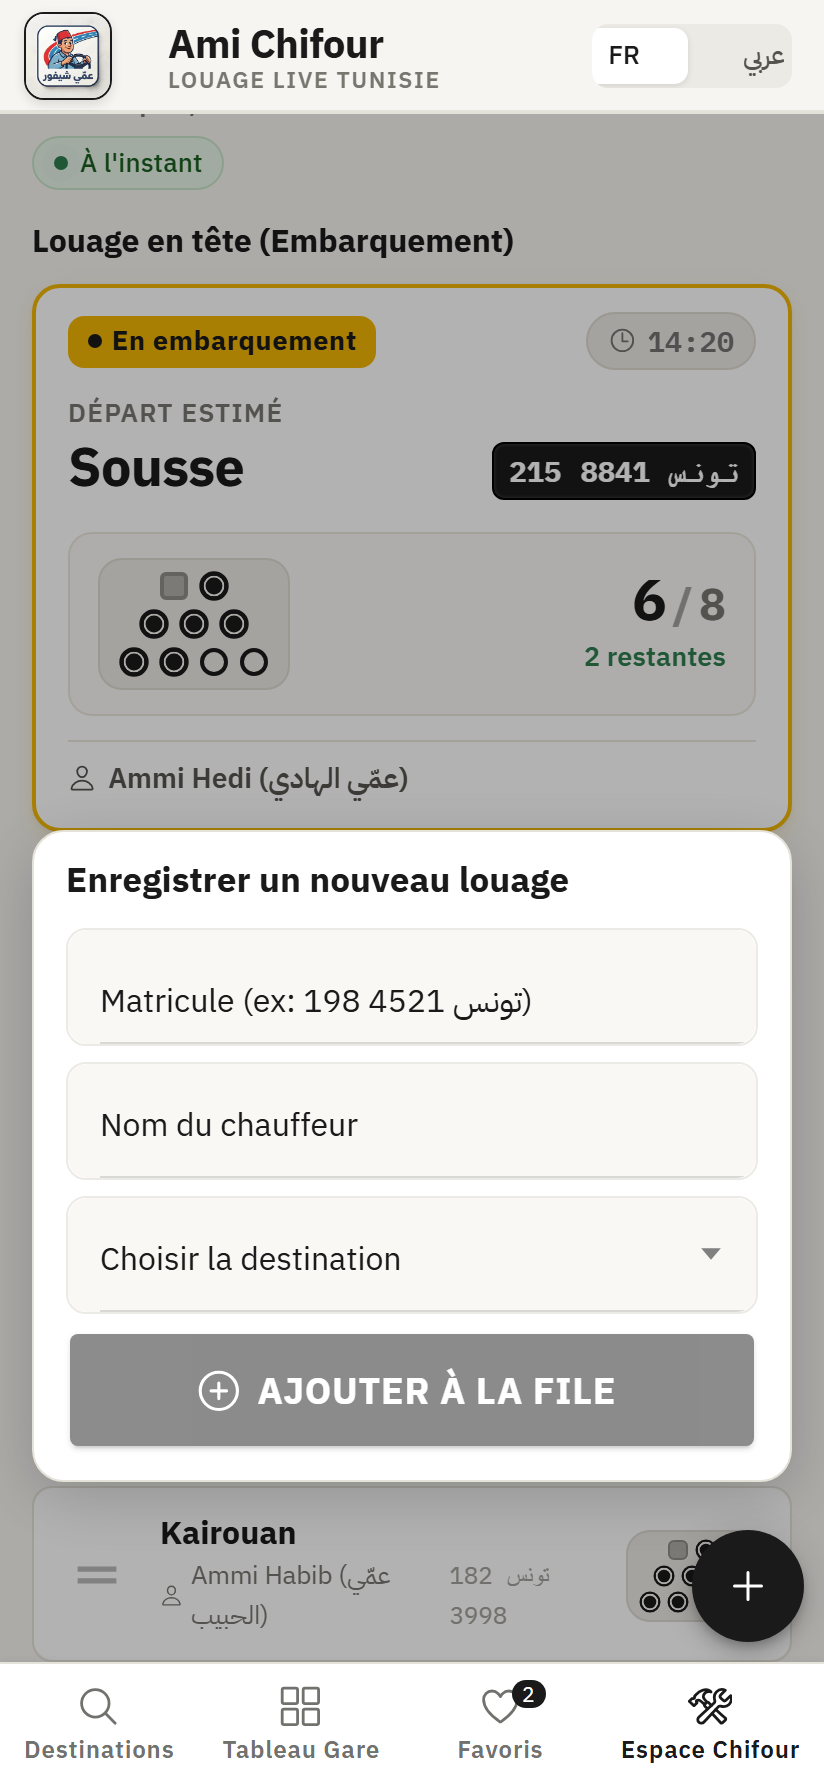 عمّي شيفور
Ami Chifour
LOUAGE LIVE TUNISIE
FR
عربي
À l'instant
Louage en tête (Embarquement)
En embarquement
14:20
DÉPART ESTIMÉ
Sousse
215 8841 تونس
6/8
2 restantes
Ammi Hedi (عمّي الهادي)
Enregistrer un nouveau louage
Matricule (ex: 198 4521 تونس)
Nom du chauffeur
Choisir la destination
AJOUTER À LA FILE
Kairouan
Ammi Habib (عمّي
الحبيب)
182 تونس
3998
Destinations
Tableau Gare
2
Favoris
Espace Chifour